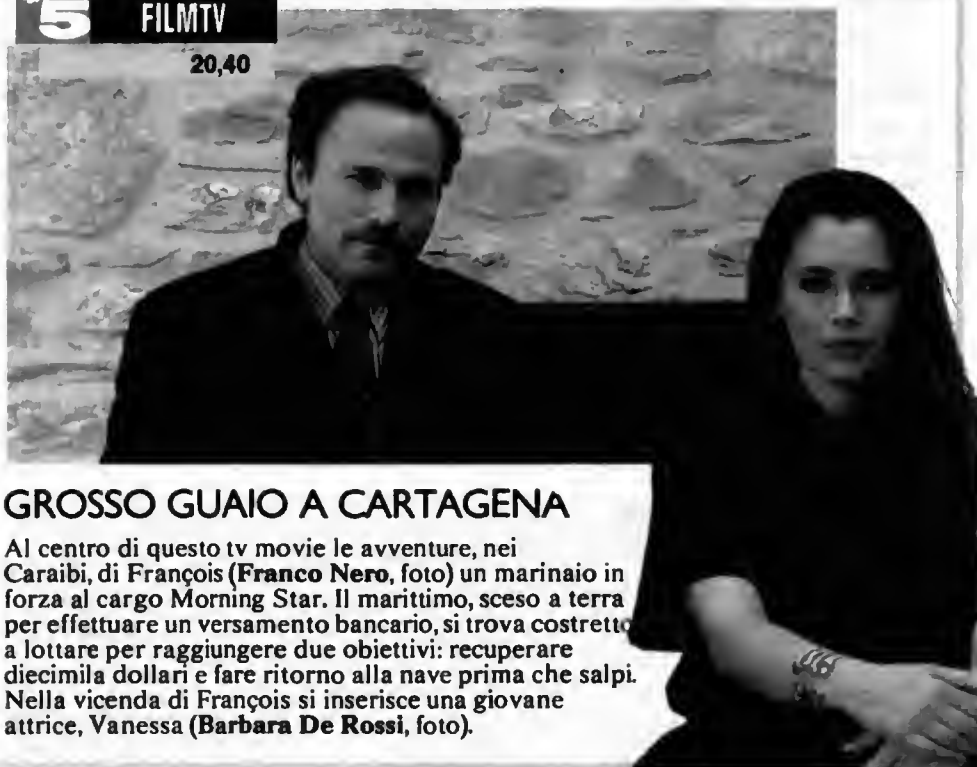 5
FILMTV
20,40
GROSSO GUAIO A CARTAGENA
Al centro di questo tv movie le avventure, nei
Caraibi, di François (Franco Nero, foto) un marinaio in
forza al cargo Morning Star. Il marittimo, sceso a terra
per effettuare un versamento bancario, si trova costretto
a lottare per raggiungere due obiettivi: recuperare
diecimila dollari e fare ritorno alla nave prima che salpi.
Nella vicenda di François si inserisce una giovane
attrice, Vanessa (Barbara De Rossi, foto).